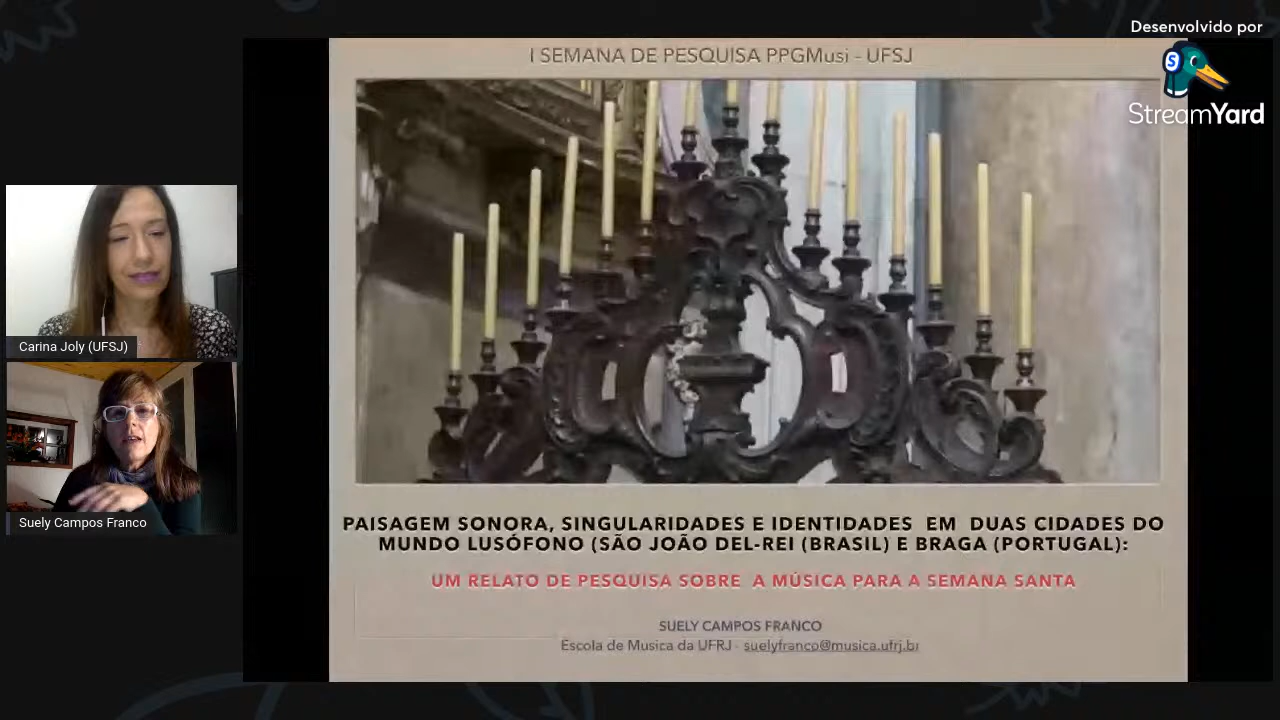 Desenvolvido por
StreamYard
I SEMANA DE PESQUISA PPGMusi - UFSJ
Carina Joly (UFSJ)
Suely Campos Franco
PAISAGEM SONORA, SINGULARIDADES E IDENTIDADES EM DUAS CIDADES DO
MUNDO LUSÓFONO (SÃO JOÃO DEL-REI (BRASIL) E BRAGA (PORTUGAL):
UM RELATO DE PESQUISA SOBRE A MÚSICA PARA A SEMANA SANTA
SUELY CAMPOS FRANCO
Escola de Musica da UFRJ - suelyfranco@musica.ufrj.br